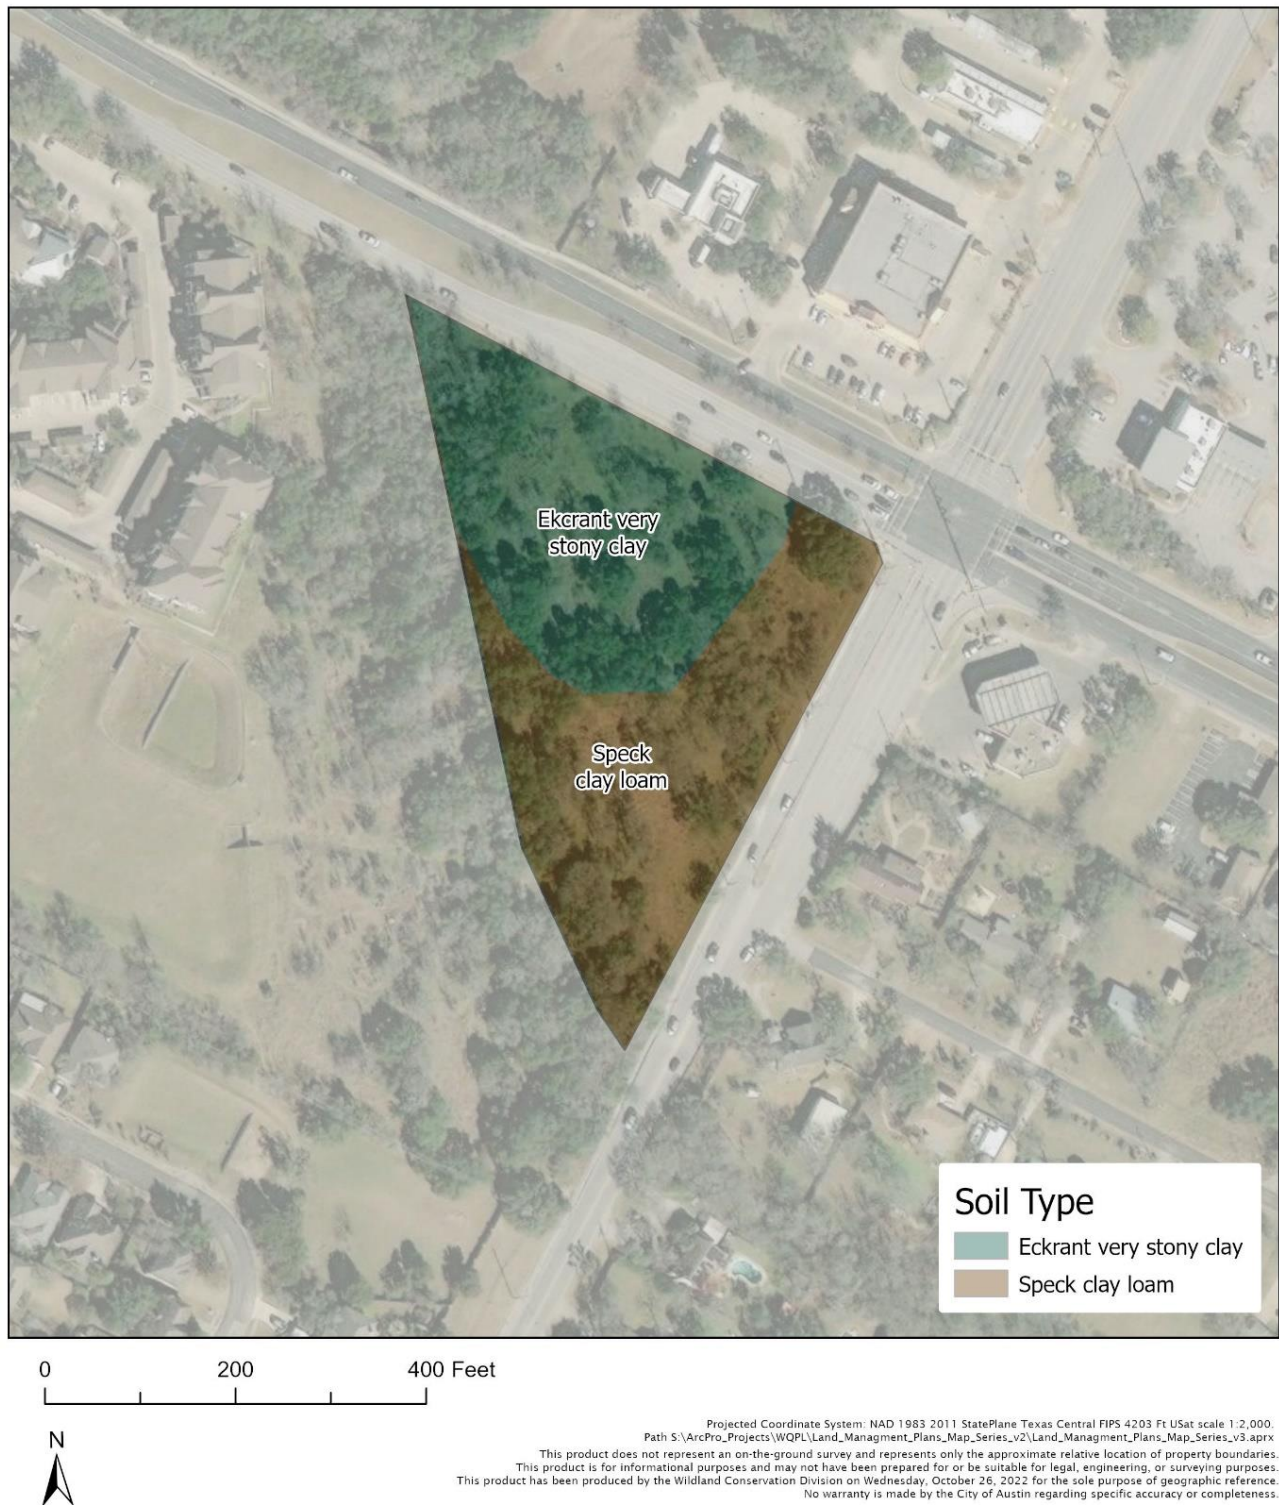 Ekcrant very
stony clay
Speck
clay loam
Soil Type
Eckrant very stony clay
Speck clay loam
0 200 400 Feet
N
Projected Coordinate System: NAD 1983 2011 StatePlane Texas Central FIPS 4203 Ft USat scale 1:2,000.
Path S:\ArcPro_Projects\WQPL\Land_Managment_Plans_Map_Series_v2\Land_Managment_Plans_Map_Series_v3.aprx
This product does not represent an on-the-ground survey and represents only the approximate relative location of property boundaries.
This product is for informational purposes and may not have been prepared for or be suitable for legal, engineering, or surveying purposes.
This product has been produced by the Wildland Conservation Division on Wednesday, October 26, 2022 for the sole purpose of geographic reference.
No warranty is made by the City of Austin regarding specific accuracy or completeness.